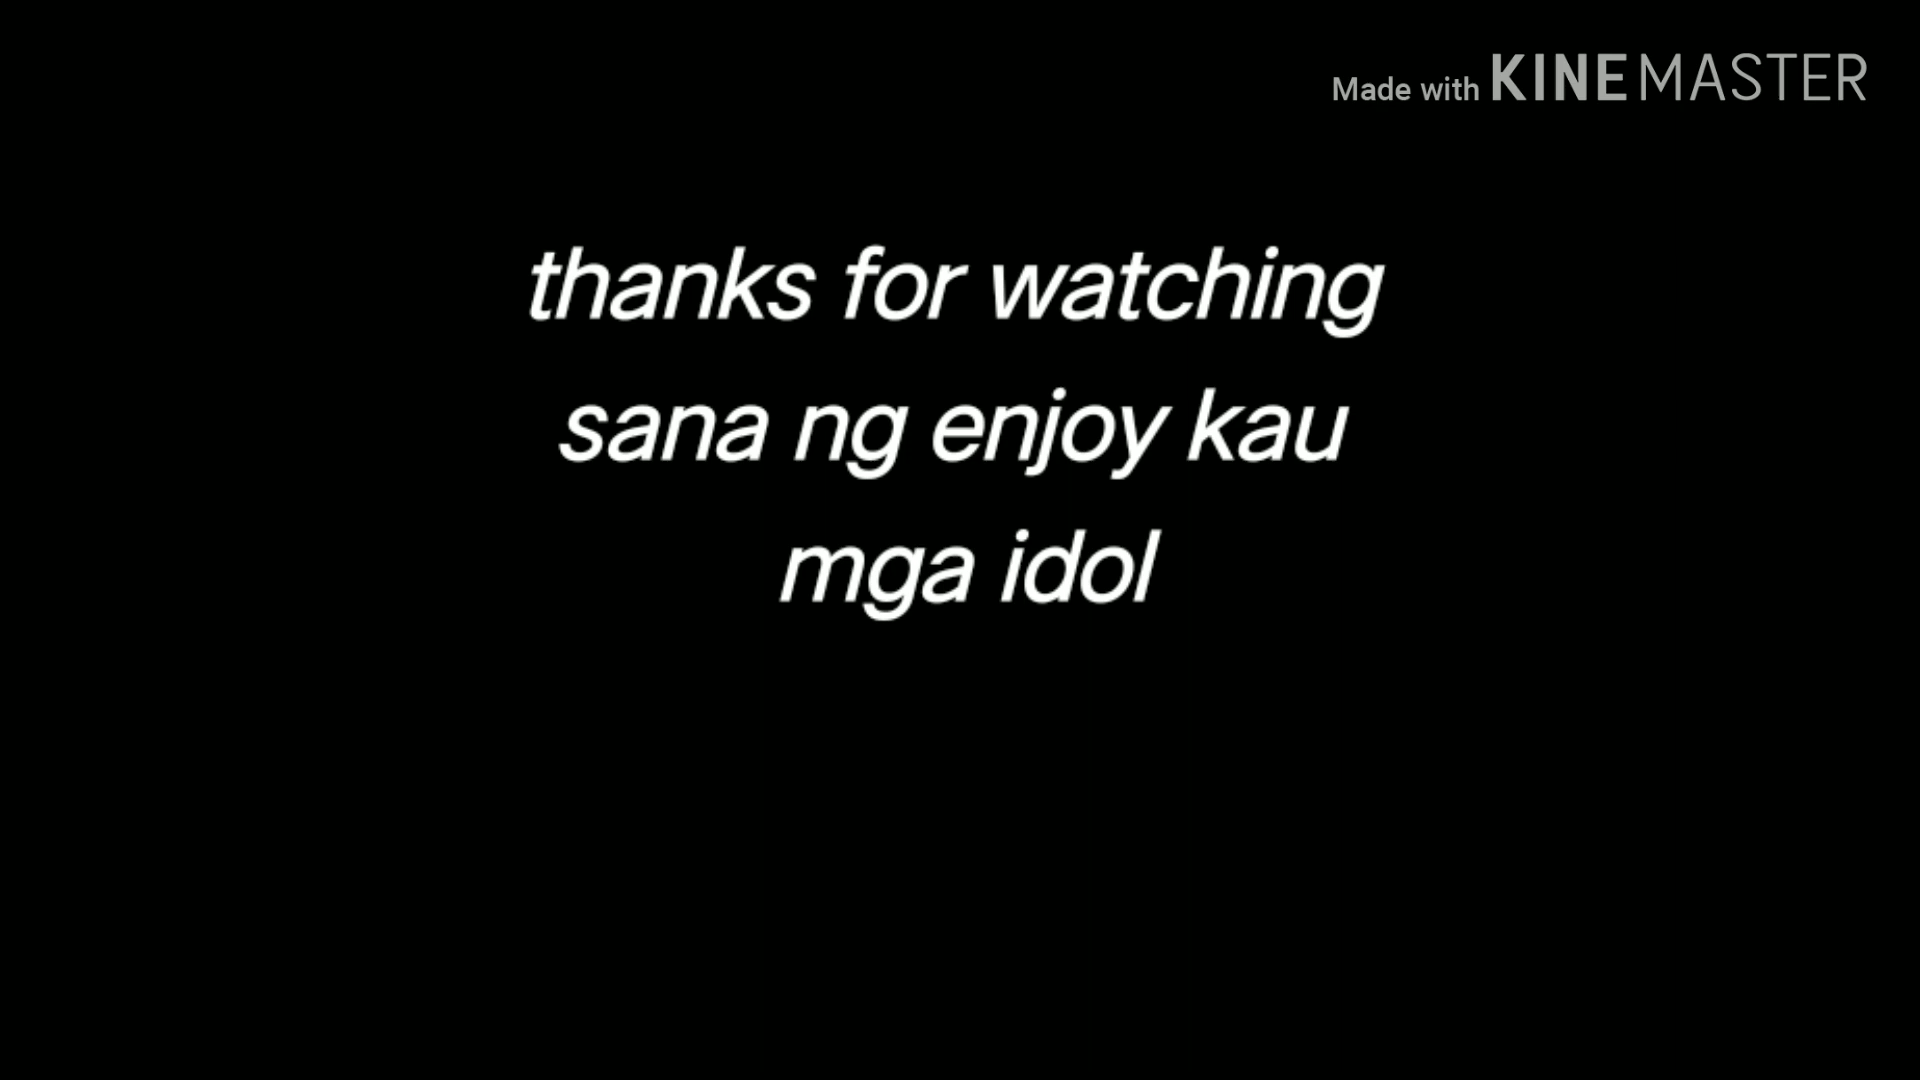 Made with KINEMASTER
thanks for watching
sana ng enjoy kau
mga idol